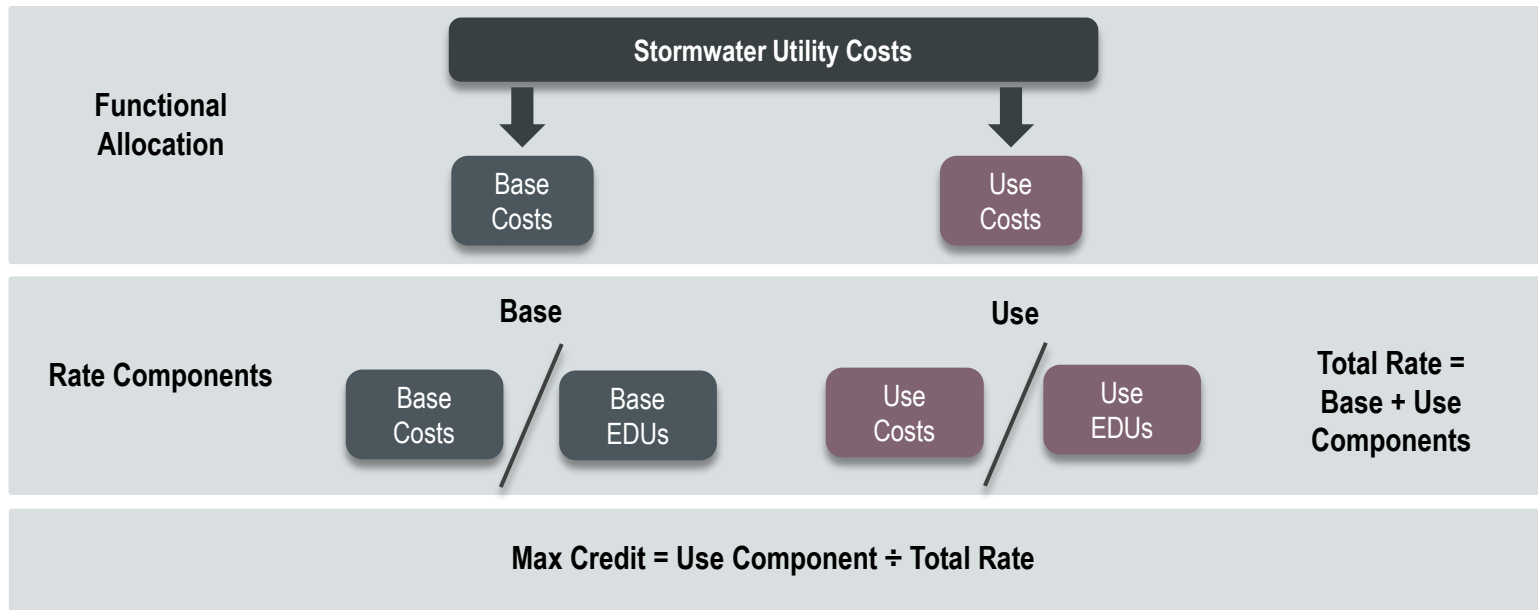 Stormwater Utility Costs
Functional
Allocation
Base
Costs
Use
Costs
Base
Use
Rate Components
Base
Costs
Base
EDUs
Use
Costs
Use
EDUs
Total Rate =
Base + Use
Components
Max Credit = Use Component ÷ Total Rate